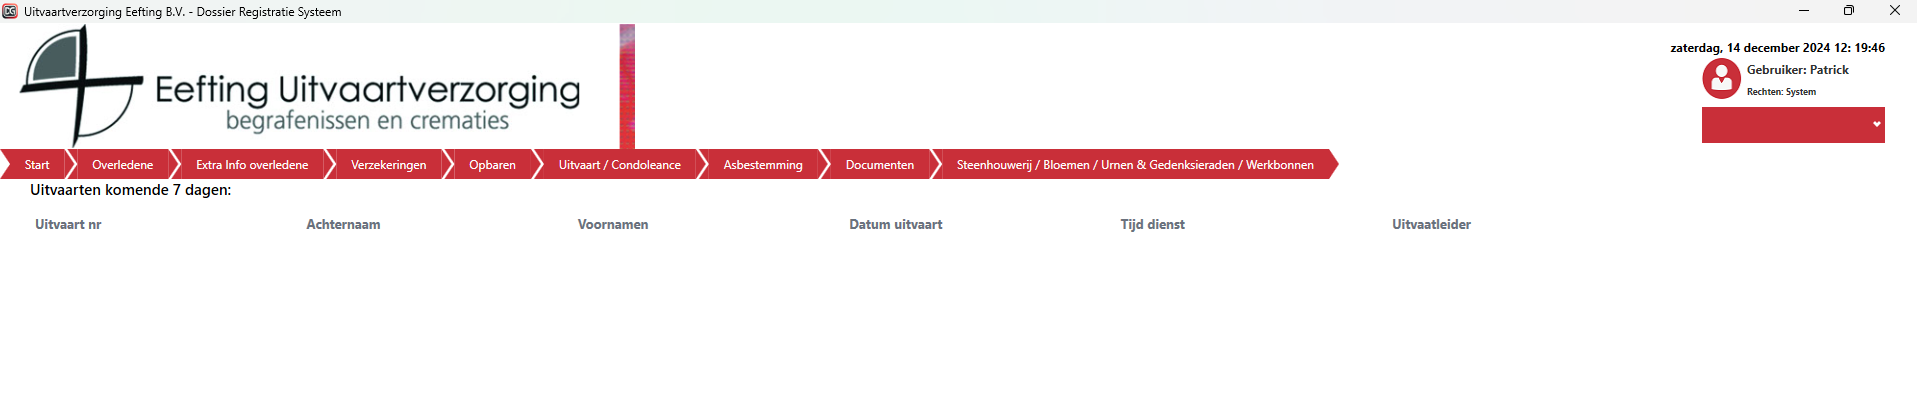 Uitvaartverzorging Eefting B.V. - Dossier Registratie Systeem
Eefting Uitvaartverzorging
begrafenissen en crematies
zaterdag, 14 december 2024 12: 19:46
Gebruiker: Patrick
Rechten: System
Start Overledene Extra Info overledene Verzekeringen Opbaren Uitvaart / Condoleance Asbestemming Documenten Steenhouwerij / Bloemen / Urnen & Gedenksieraden / Werkbonnen
Uitvaarten komende 7 dagen:
Uitvaart nr Achternaam Voornamen Datum uitvaart Tijd dienst Uitvaatleider